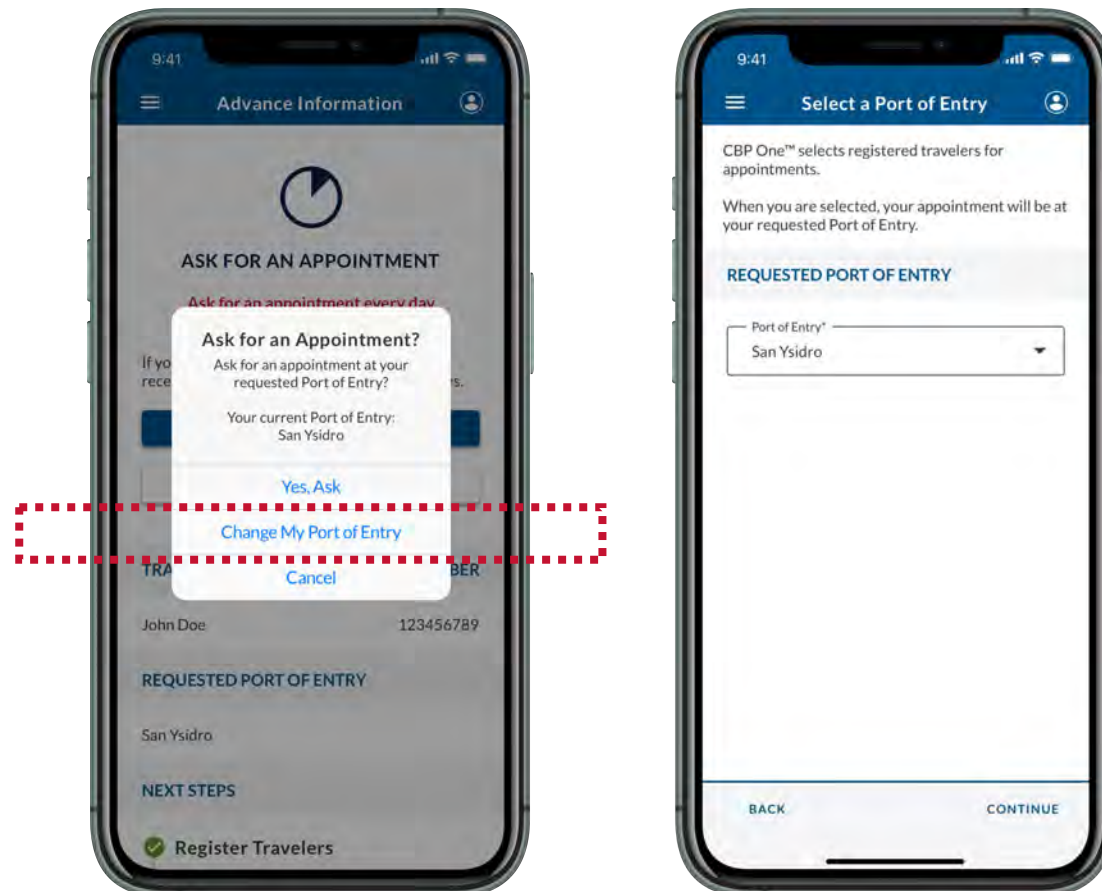 9:41
Advance Information
ASK FOR AN APPOINTMENT
Ask for an appointment every day
If yo
rece
s.
Ask for an Appointment?
Ask for an appointment at your
requested Port of Entry?
Your current Port of Entry:
San Ysidro
Yes, Ask
Change My Port of Entry
Cancel
TRA
BER
John Doe 123456789
REQUESTED PORT OF ENTRY
San Ysidro
NEXT STEPS
Register Travelers
9:41
Select a Port of Entry
CBP One™ selects registered travelers for
appointments.
When you are selected, your appointment will be at
your requested Port of Entry.
REQUESTED PORT OF ENTRY
Port of Entry*
San Ysidro
BACK CONTINUE